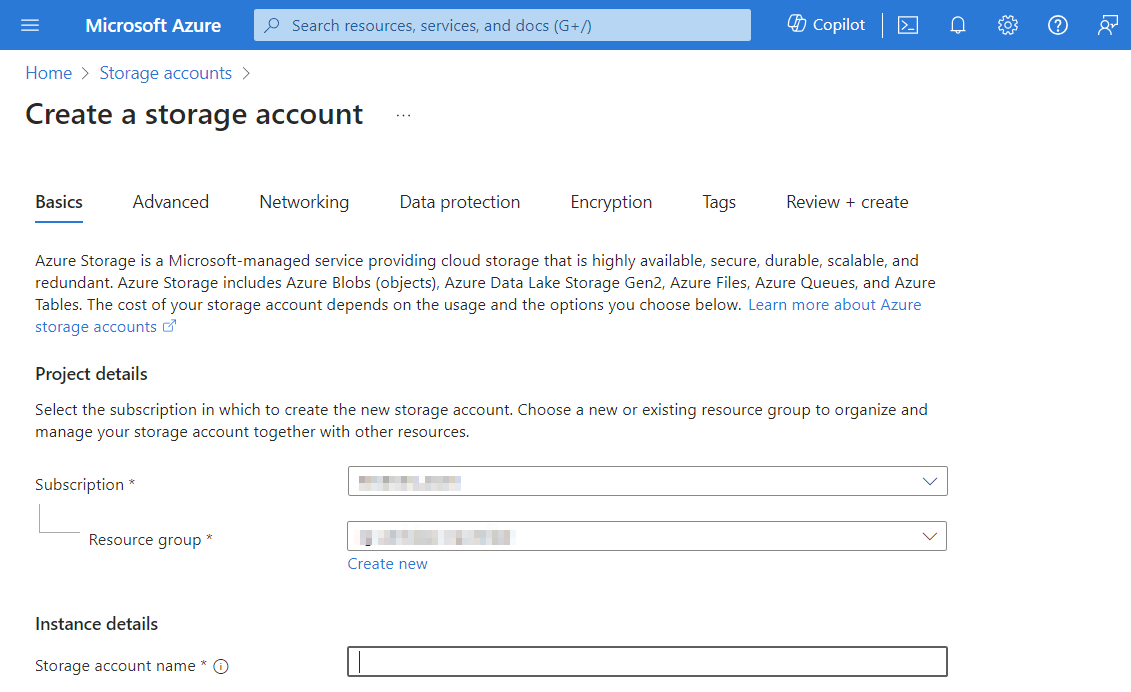 Microsoft Azure
Search resources, services, and docs (G+/)
Copilot
Home > Storage accounts >
Create a storage account ...
Basics Advanced Networking Data protection Encryption Tags Review + create
Azure Storage is a Microsoft-managed service providing cloud storage that is highly available, secure, durable, scalable, and
redundant. Azure Storage includes Azure Blobs (objects), Azure Data Lake Storage Gen2, Azure Files, Azure Queues, and Azure
Tables. The cost of your storage account depends on the usage and the options you choose below. Learn more about Azure
storage accounts
Project details
Select the subscription in which to create the new storage account. Choose a new or existing resource group to organize and
manage your storage account together with other resources.
Subscription *
Resource group *
Create new
Instance details
Storage account name *